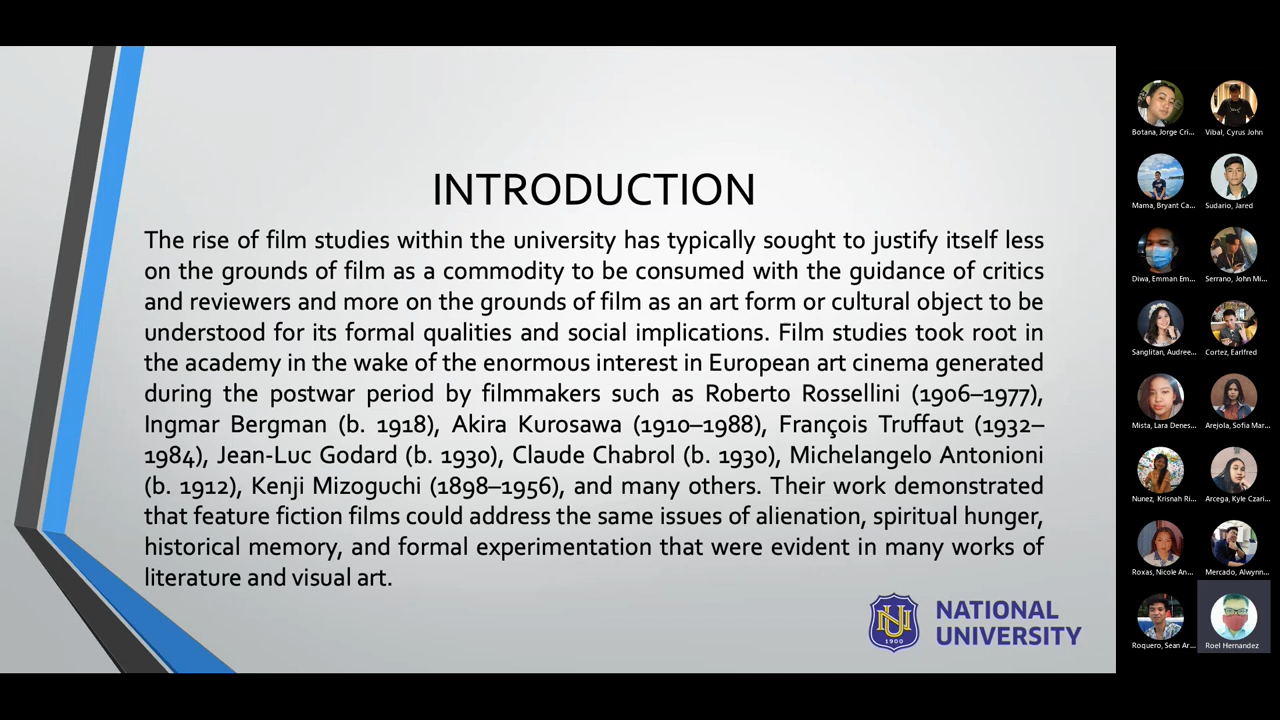 INTRODUCTION
The rise of film studies within the university has typically sought to justify itself less
on the grounds of film as a commodity to be consumed with the guidance of critics
and reviewers and more on the grounds of film as an art form or cultural object to be
understood for its formal qualities and social implications. Film studies took root in
the academy in the wake of the enormous interest in European art cinema generated
during the postwar period by filmmakers such as Roberto Rossellini (1906–1977),
Ingmar Bergman (b. 1918), Akira Kurosawa (1910–1988), François Truffaut (1932–
1984), Jean-Luc Godard (b. 1930), Claude Chabrol (b. 1930), Michelangelo Antonioni
(b. 1912), Kenji Mizoguchi (1898–1956), and many others. Their work demonstrated
that feature fiction films could address the same issues of alienation, spiritual hunger,
historical memory, and formal experimentation that were evident in many works of
literature and visual art.
NU
1900
NATIONAL
UNIVERSITY
Botana, Jorge Cri...
Vibal, Cyrus John
Mama, Bryant Ca...
Sudario, Jared
Diwa, Emman Em...
Serrano, John Mi...
Sanglitan, Audree...
Cortez, Earlfred
Mista, Lara Denes...
Arejola, Sofia Mar...
Nunez, Krisnah Ri...
Arcega, Kyle Czari...
Roxas, Nicole An...
Mercado, Alwynn...
Roquero, Sean Ar...
Roel Hernandez